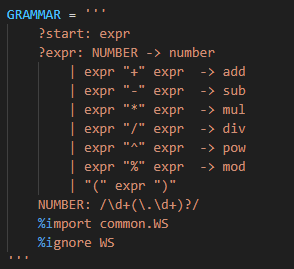 GRAMMAR = '''
    ?start: expr
    ?expr: NUMBER -> number
        | expr "+" expr  -> add
        | expr "-" expr  -> sub
        | expr "*" expr  -> mul
        | expr "/" expr  -> div
        | expr "^" expr  -> pow
        | expr "%" expr  -> mod
        | "(" expr ")"
    NUMBER: /\d+(\.\d+)?/
    %import common.WS
    %ignore WS
'''